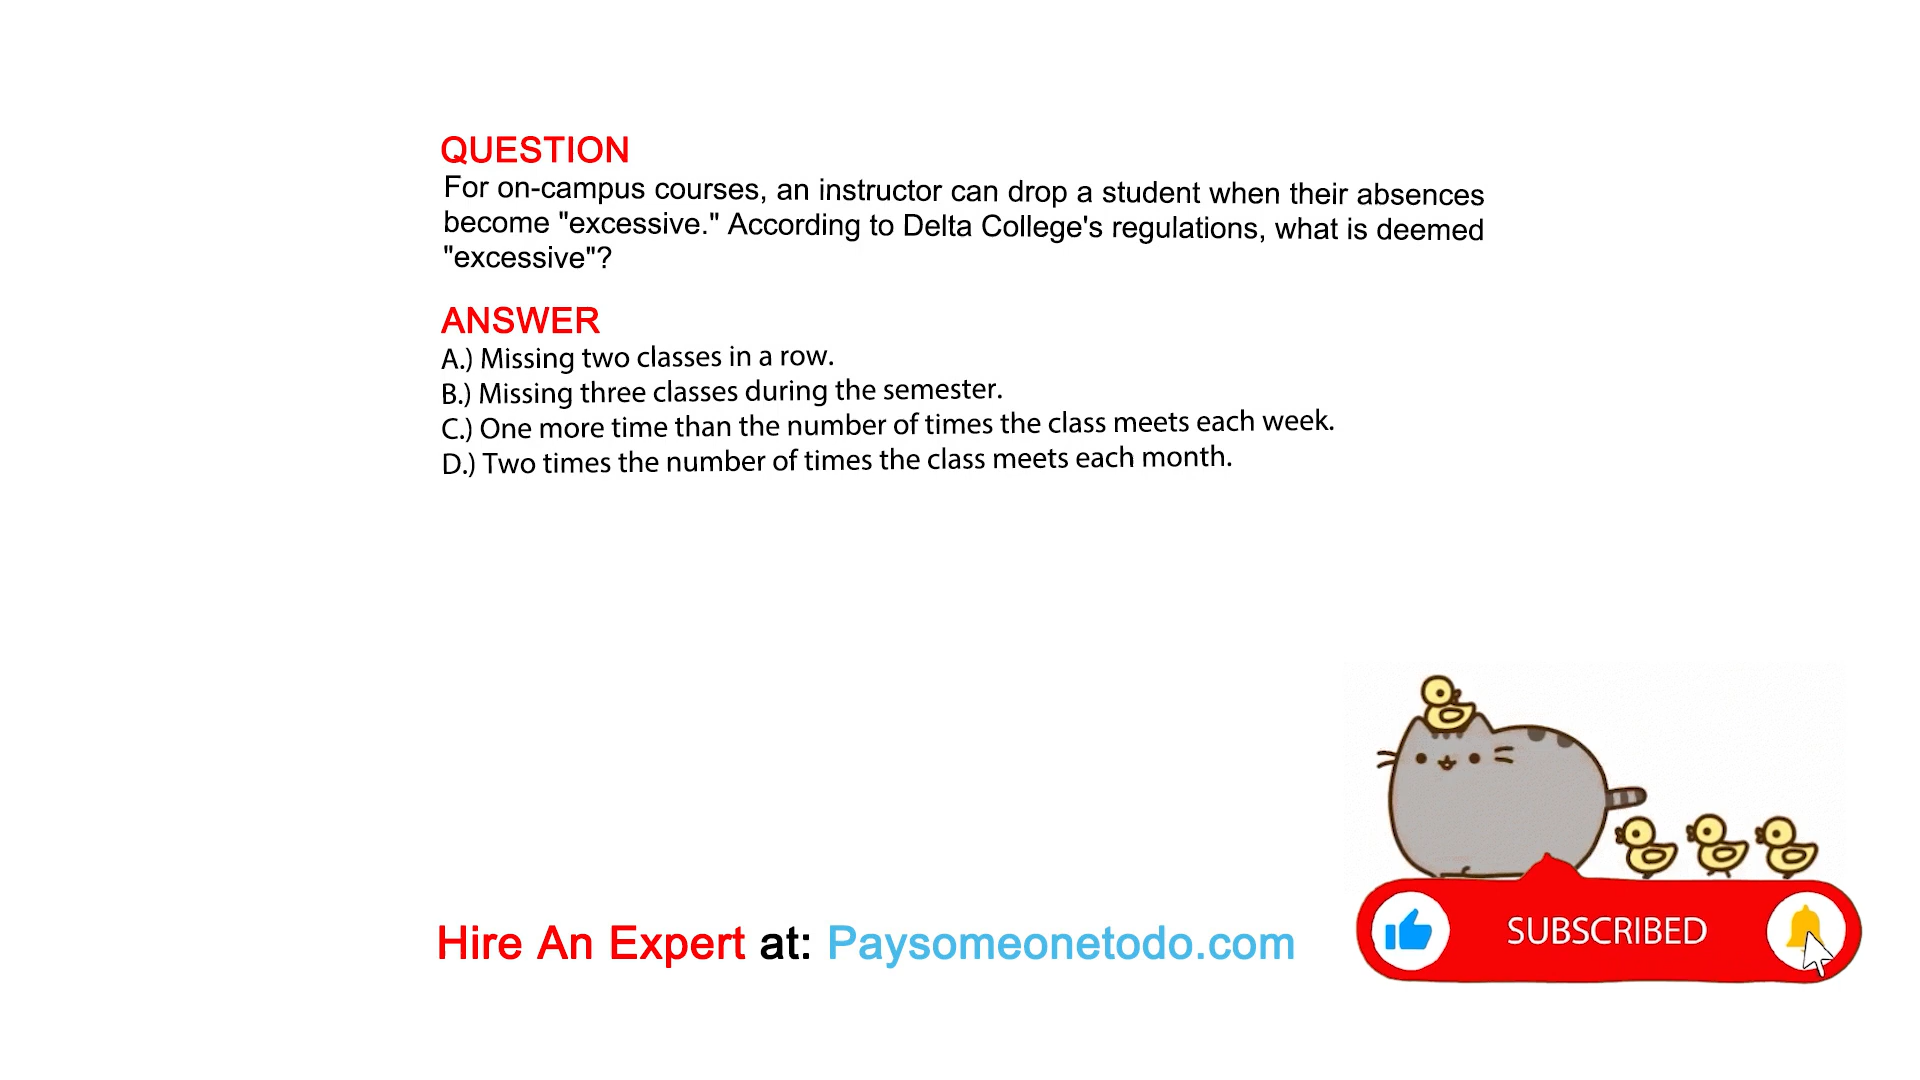 QUESTION
For on-campus courses, an instructor can drop a student when their absences
become "excessive." According to Delta College's regulations, what is deemed
"excessive"?
ANSWER
A.) Missing two classes in a row.
B.) Missing three classes during the semester.
C.) One more time than the number of times the class meets each week.
D.) Two times the number of times the class meets each month.
Hire An Expert at: Paysomeonetodo.com
SUBSCRIBED